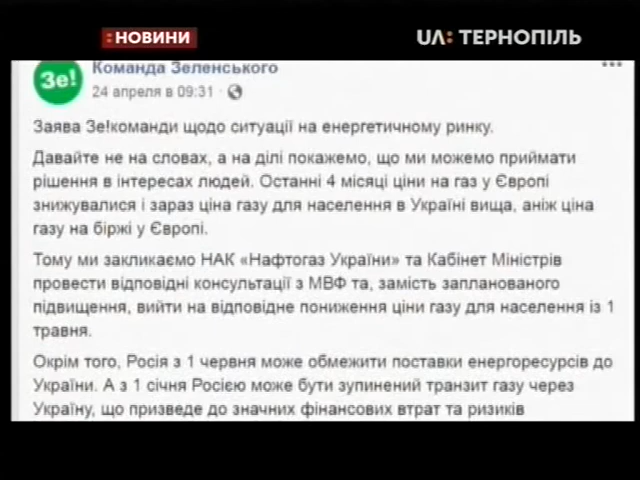 НОВИНИ
UA: ТЕРНОПІЛЬ
Зе!
Команда Зеленського
24 апреля в 09:31 ·
Заява Зе!команди щодо ситуації на енергетичному ринку.
Давайте не на словах, а на ділі покажемо, що ми можемо приймати
рішення в інтересах людей. Останні 4 місяці ціни на газ у Європі
знижувалися і зараз ціна газу для населення в Україні вища, аніж ціна
газу на біржі у Європі.
Тому ми закликаємо НАК «Нафтогаз України» та Кабінет Міністрів
провести відповідні консультації з МВФ та, замість запланованого
підвищення, вийти на відповідне пониження ціни газу для населення із 1
травня.
Окрім того, Росія з 1 червня може обмежити поставки енергоресурсів до
України. А з 1 січня Росією може бути зупинений транзит газу через
Україну, що призведе до значних фінансових втрат та ризиків